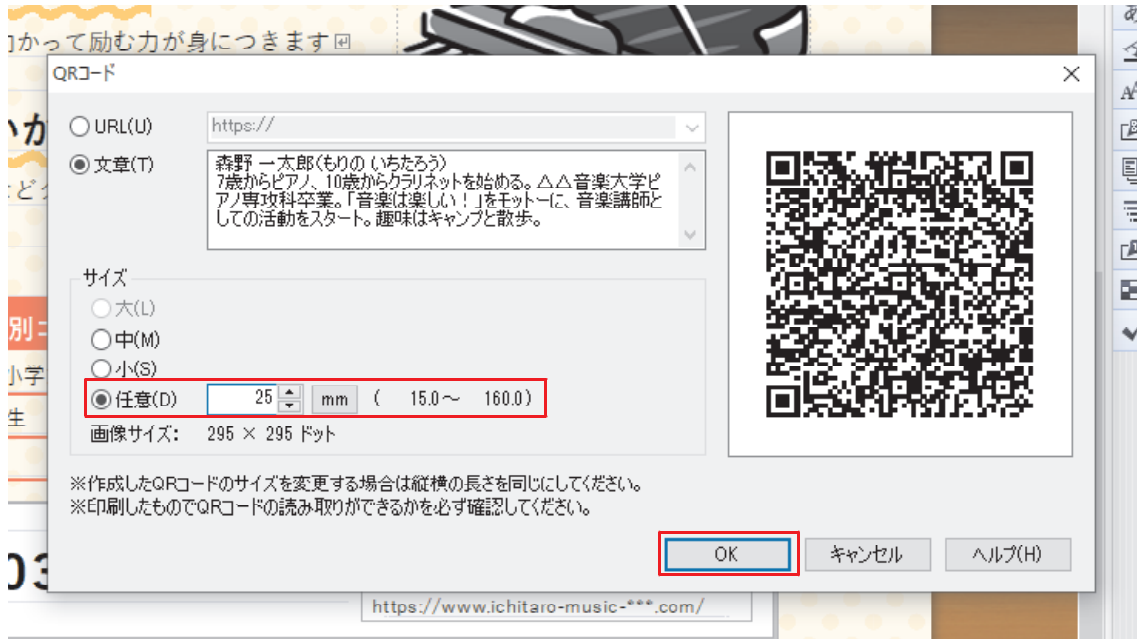 かって励む力が身につきます
QRコード
URL(U)
https://
文章(T)
森野 一太郎(もりの いちたろう)
7歳からピアノ、10歳からクラリネットを始める。△△音楽大学ピ
アノ専攻科卒業。「音楽は楽しい！」をモットーに、音楽講師と
しての活動をスタート。趣味はキャンプと散歩。
サイズ
大(L)
中(M)
小(S)
任意(D)
25
mm
( 15.0～ 160.0)
画像サイズ: 295 × 295 ドット
※作成したQRコードのサイズを変更する場合は縦横の長さを同じにしてください。
※印刷したものでQRコードの読み取りができるかを必ず確認してください。
OK
キャンセル
ヘルプ(H)
別
小学
生
03
https://www.ichitaro-music-***.com/